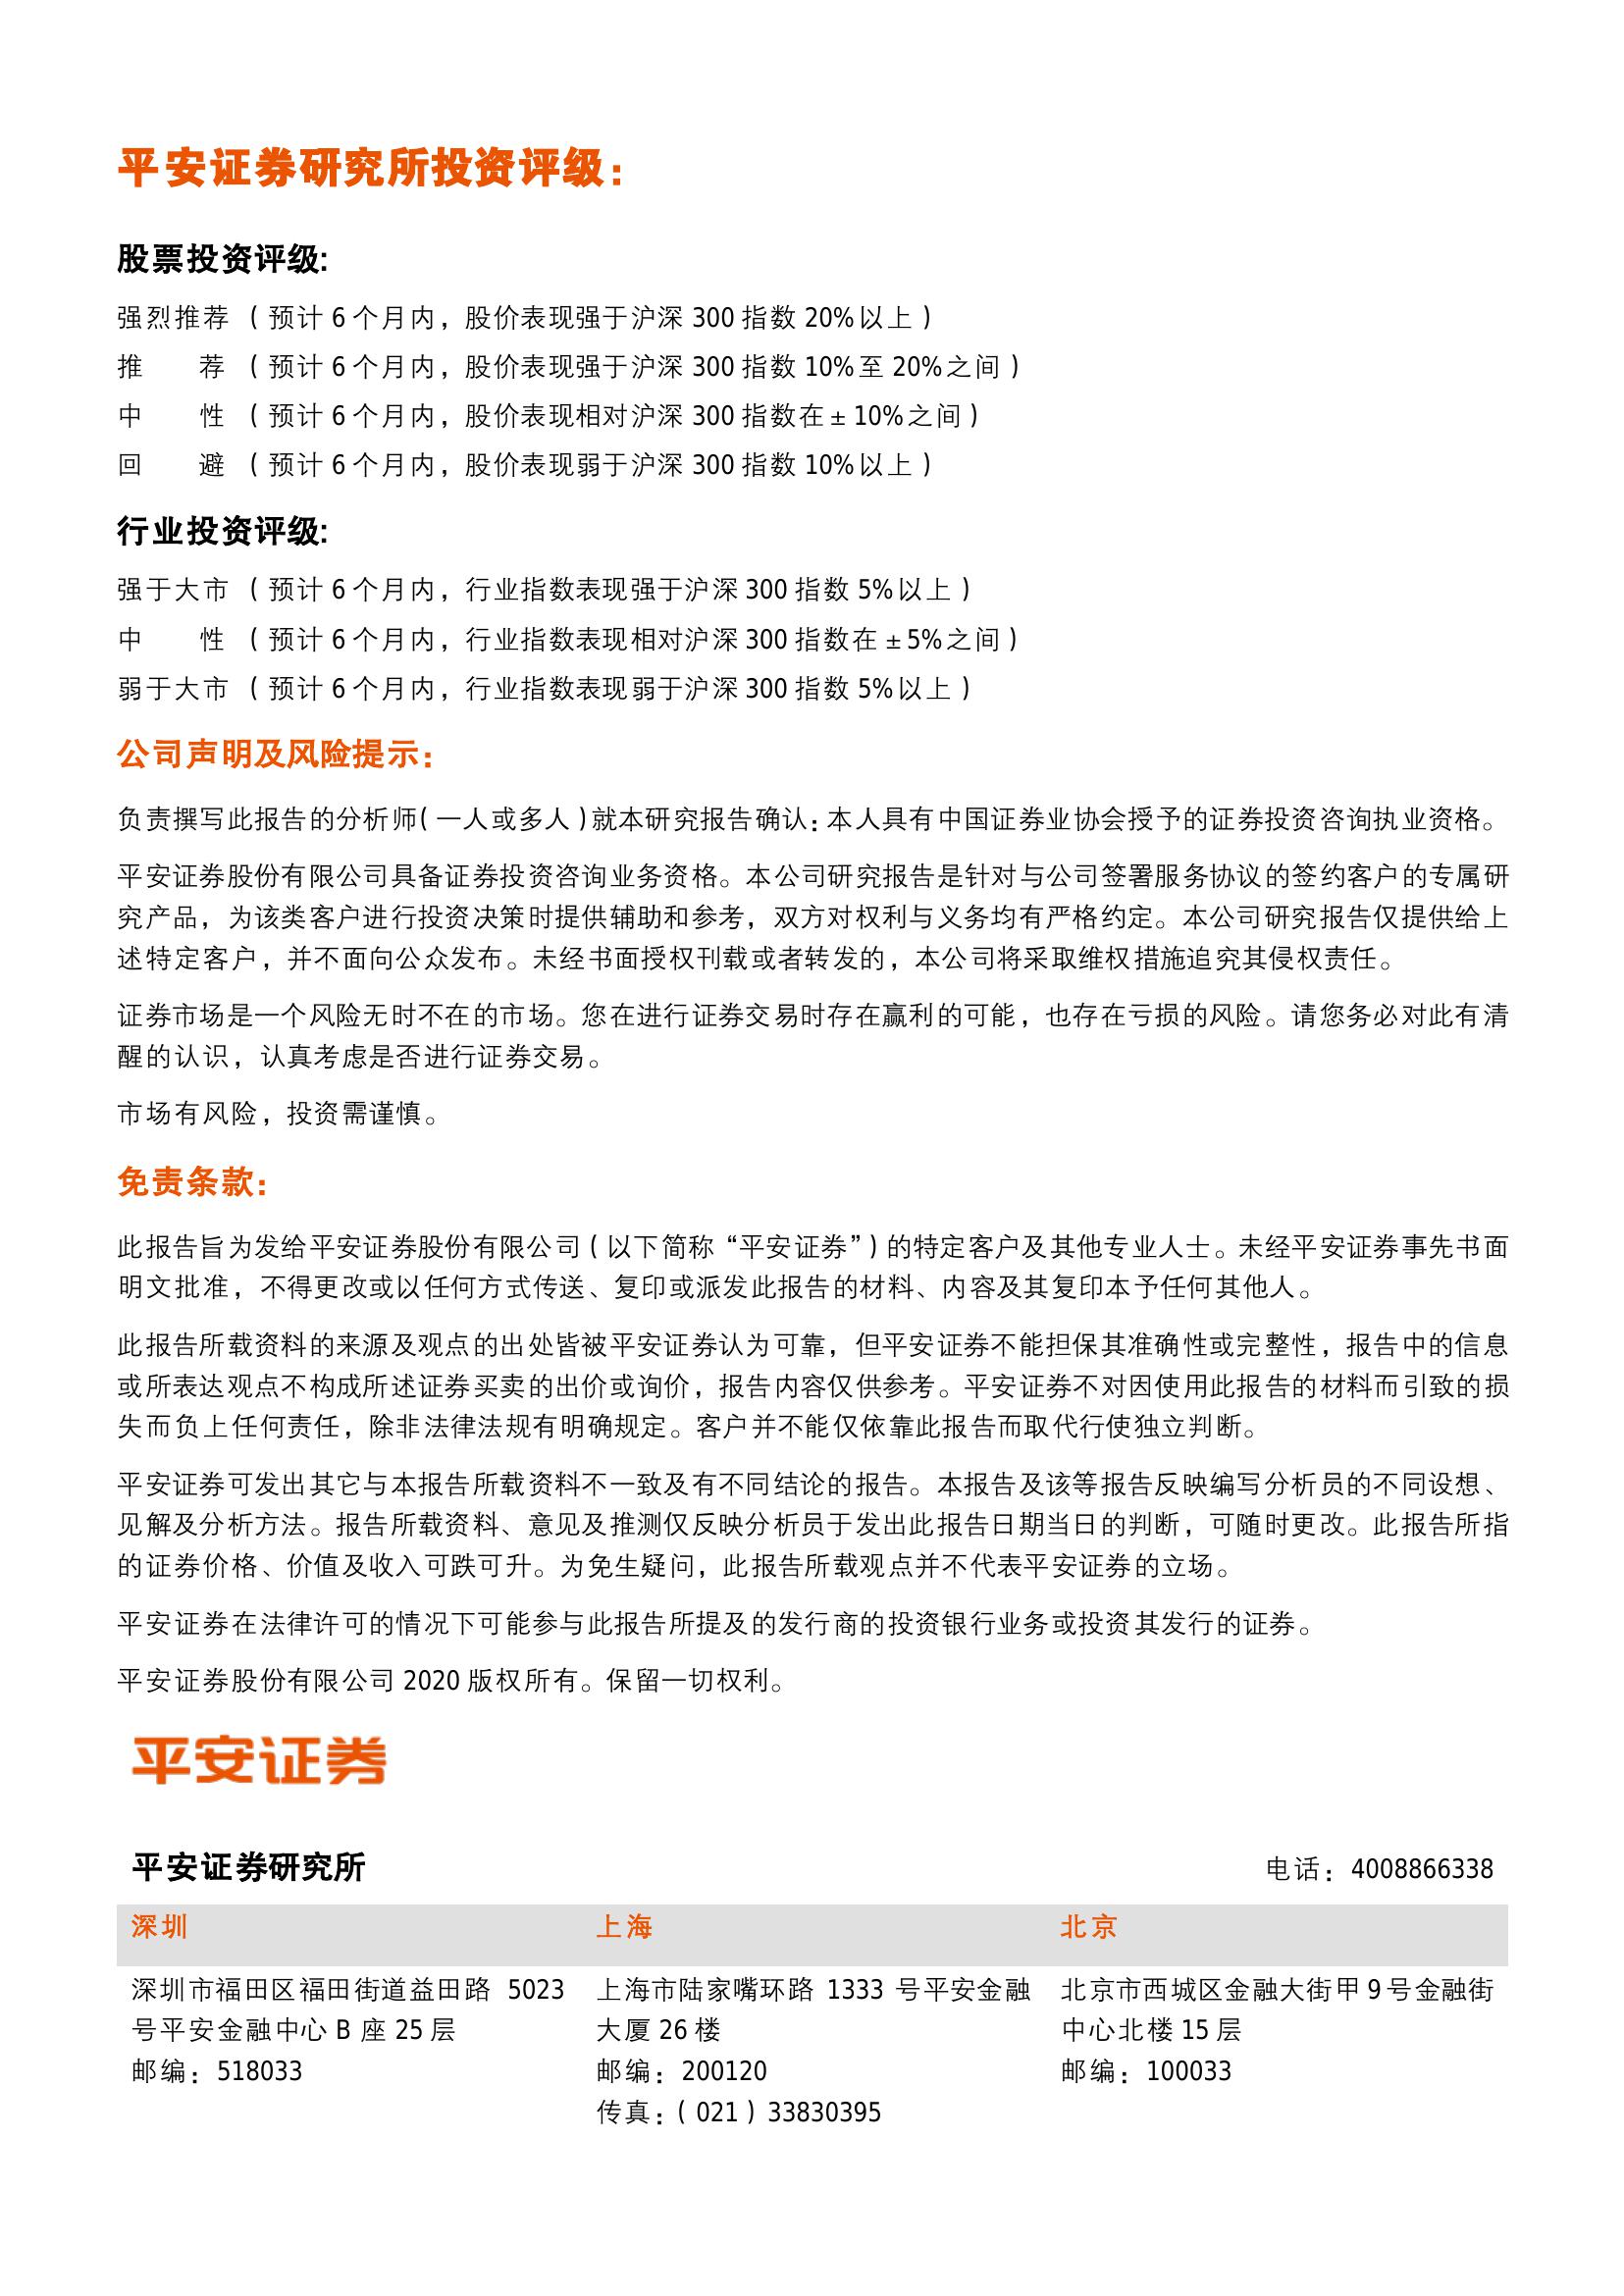 平安证券研究所投资评级：
股票投资评级:
强烈推荐 （预计 6 个月内，股价表现强于沪深 300 指数 20%以上）
推　　荐 （预计 6 个月内，股价表现强于沪深 300 指数 10%至 20%之间）
中　　性 （预计 6 个月内，股价表现相对沪深 300 指数在±10%之间）
回　　避 （预计 6 个月内，股价表现弱于沪深 300 指数 10%以上）
行业投资评级:
强于大市 （预计 6 个月内，行业指数表现强于沪深 300 指数 5%以上）
中　　性 （预计 6 个月内，行业指数表现相对沪深 300 指数在±5%之间）
弱于大市 （预计 6 个月内，行业指数表现弱于沪深 300 指数 5%以上）
公司声明及风险提示：
负责撰写此报告的分析师(一人或多人)就本研究报告确认：本人具有中国证券业协会授予的证券投资咨询执业资格。
平安证券股份有限公司具备证券投资咨询业务资格。本公司研究报告是针对与公司签署服务协议的签约客户的专属研
究产品，为该类客户进行投资决策时提供辅助和参考，双方对权利与义务均有严格约定。本公司研究报告仅提供给上
述特定客户，并不面向公众发布。未经书面授权刊载或者转发的，本公司将采取维权措施追究其侵权责任。
证券市场是一个风险无时不在的市场。您在进行证券交易时存在赢利的可能，也存在亏损的风险。请您务必对此有清
醒的认识，认真考虑是否进行证券交易。
市场有风险，投资需谨慎。
免责条款：
此报告旨为发给平安证券股份有限公司（以下简称“平安证券”）的特定客户及其他专业人士。未经平安证券事先书面
明文批准，不得更改或以任何方式传送、复印或派发此报告的材料、内容及其复印本予任何其他人。
此报告所载资料的来源及观点的出处皆被平安证券认为可靠，但平安证券不能担保其准确性或完整性，报告中的信息
或所表达观点不构成所述证券买卖的出价或询价，报告内容仅供参考。平安证券不对因使用此报告的材料而引致的损
失而负上任何责任，除非法律法规有明确规定。客户并不能仅依靠此报告而取代行使独立判断。
平安证券可发出其它与本报告所载资料不一致及有不同结论的报告。本报告及该等报告反映编写分析员的不同设想、
见解及分析方法。报告所载资料、意见及推测仅反映分析员于发出此报告日期当日的判断，可随时更改。此报告所指
的证券价格、价值及收入可跌可升。为免生疑问，此报告所载观点并不代表平安证券的立场。
平安证券在法律许可的情况下可能参与此报告所提及的发行商的投资银行业务或投资其发行的证券。
平安证券股份有限公司 2020 版权所有。保留一切权利。
平安证券
平安证券研究所 电话：4008866338
深圳 上海 北京
深圳市福田区福田街道益田路 5023 上海市陆家嘴环路 1333 号平安金融 北京市西城区金融大街甲 9 号金融街
号平安金融中心 B 座 25 层 大厦 26 楼 中心北楼 15 层
邮编：518033 邮编：200120 邮编：100033
传真：（021）33830395